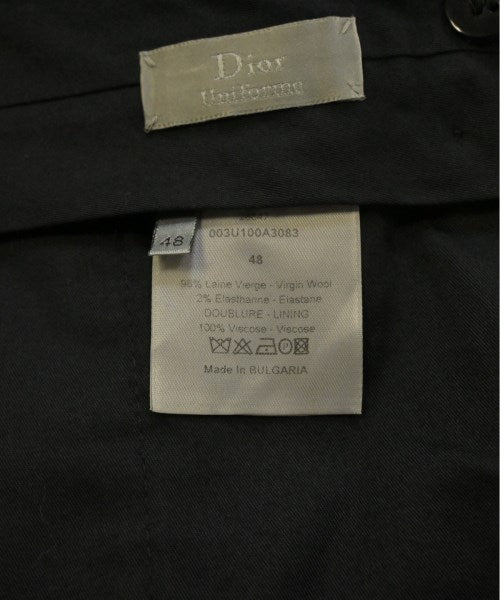 Dior
Uniforme
48
003U100A3083
48
98% Laine Vierge - Virgin Wool
2% Elasthanne - Elastane
DOUBLURE - LINING
100% Viscose - Viscose
Made In BULGARIA